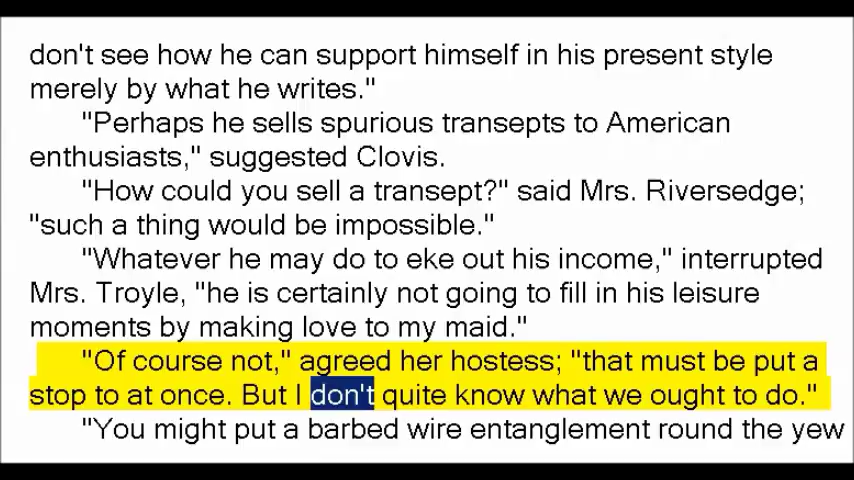 don't see how he can support himself in his present style
merely by what he writes."
"Perhaps he sells spurious transepts to American
enthusiasts," suggested Clovis.
"How could you sell a transept?" said Mrs. Riversedge;
"such a thing would be impossible."
"Whatever he may do to eke out his income," interrupted
Mrs. Troyle, "he is certainly not going to fill in his leisure
moments by making love to my maid."
"Of course not," agreed her hostess; "that must be put a
stop to at once. But I don't quite know what we ought to do."
"You might put a barbed wire entanglement round the yew